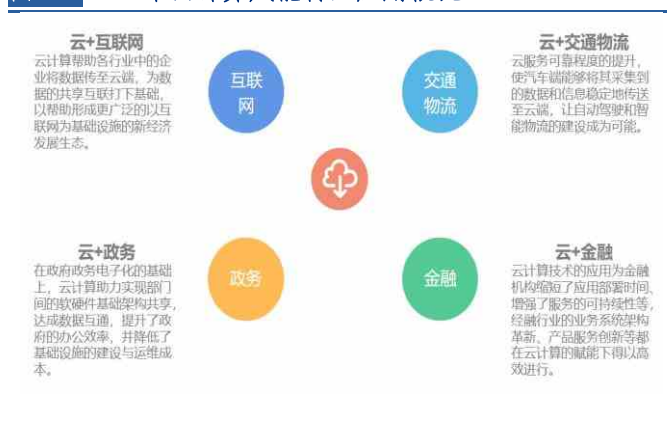 云+互联网
云计算帮助各行业中的企
业将数据传至云端，为数
据的共享互联打下基础，
以帮助形成更广泛的以互
联网为基础设施的新经济
发展生态。
互联
网
交通
物流
云+交通物流
云服务可靠程度的提升，
使汽车端能够将其采集到
的数据和信息稳定地传送
至云端，让自动驾驶和智
能物流的建设成为可能。
云+政务
在政府政务电子化的基础
上，云计算助力实现部门
间的软硬件基础架构共享，
达成数据互通，提升了政
府的办公效率，并降低了
基础设施的建设与运维成
本。
政务
金融
云+金融
云计算技术的应用为金融
机构缩短了应用部署时间、
增强了服务的可持续性等，
经融行业的业务系统架构
革新、产品服务创新等都
在云计算的赋能下得以高
效进行。